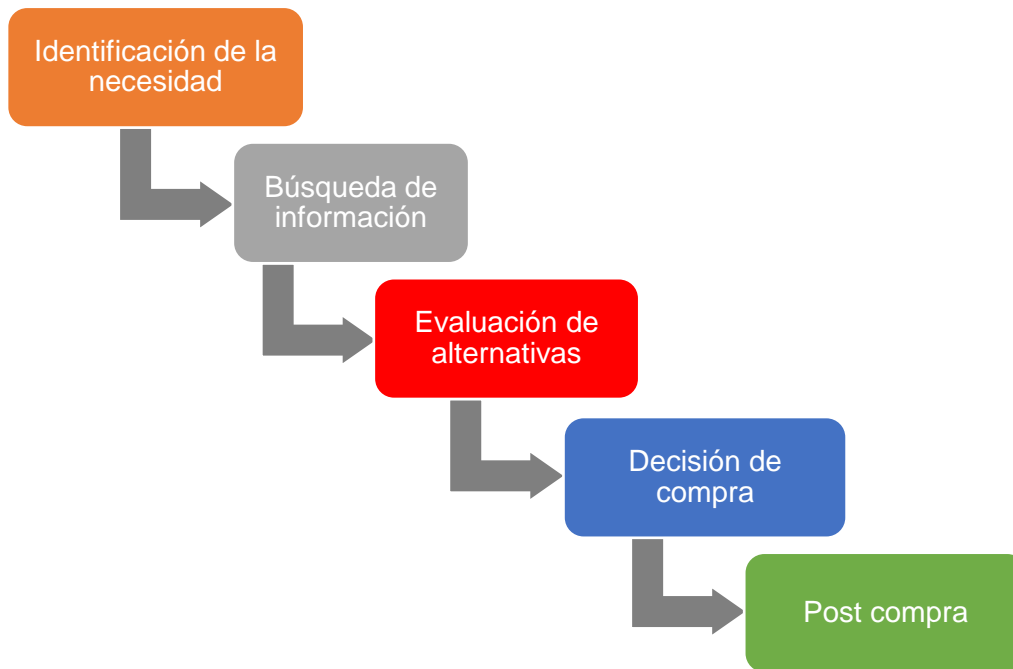 Identificación de la
necesidad
Búsqueda de
información
Evaluación de
alternativas
Decisión de
compra
Post compra